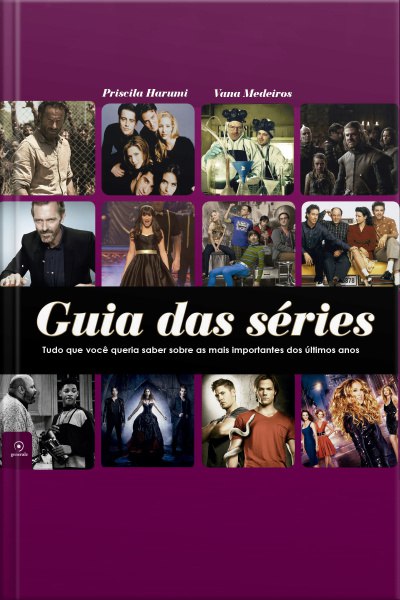 Priscila Harumi Vana Medeiros
Guia das séries
Tudo que você queria saber sobre as mais importantes dos últimos anos
generale